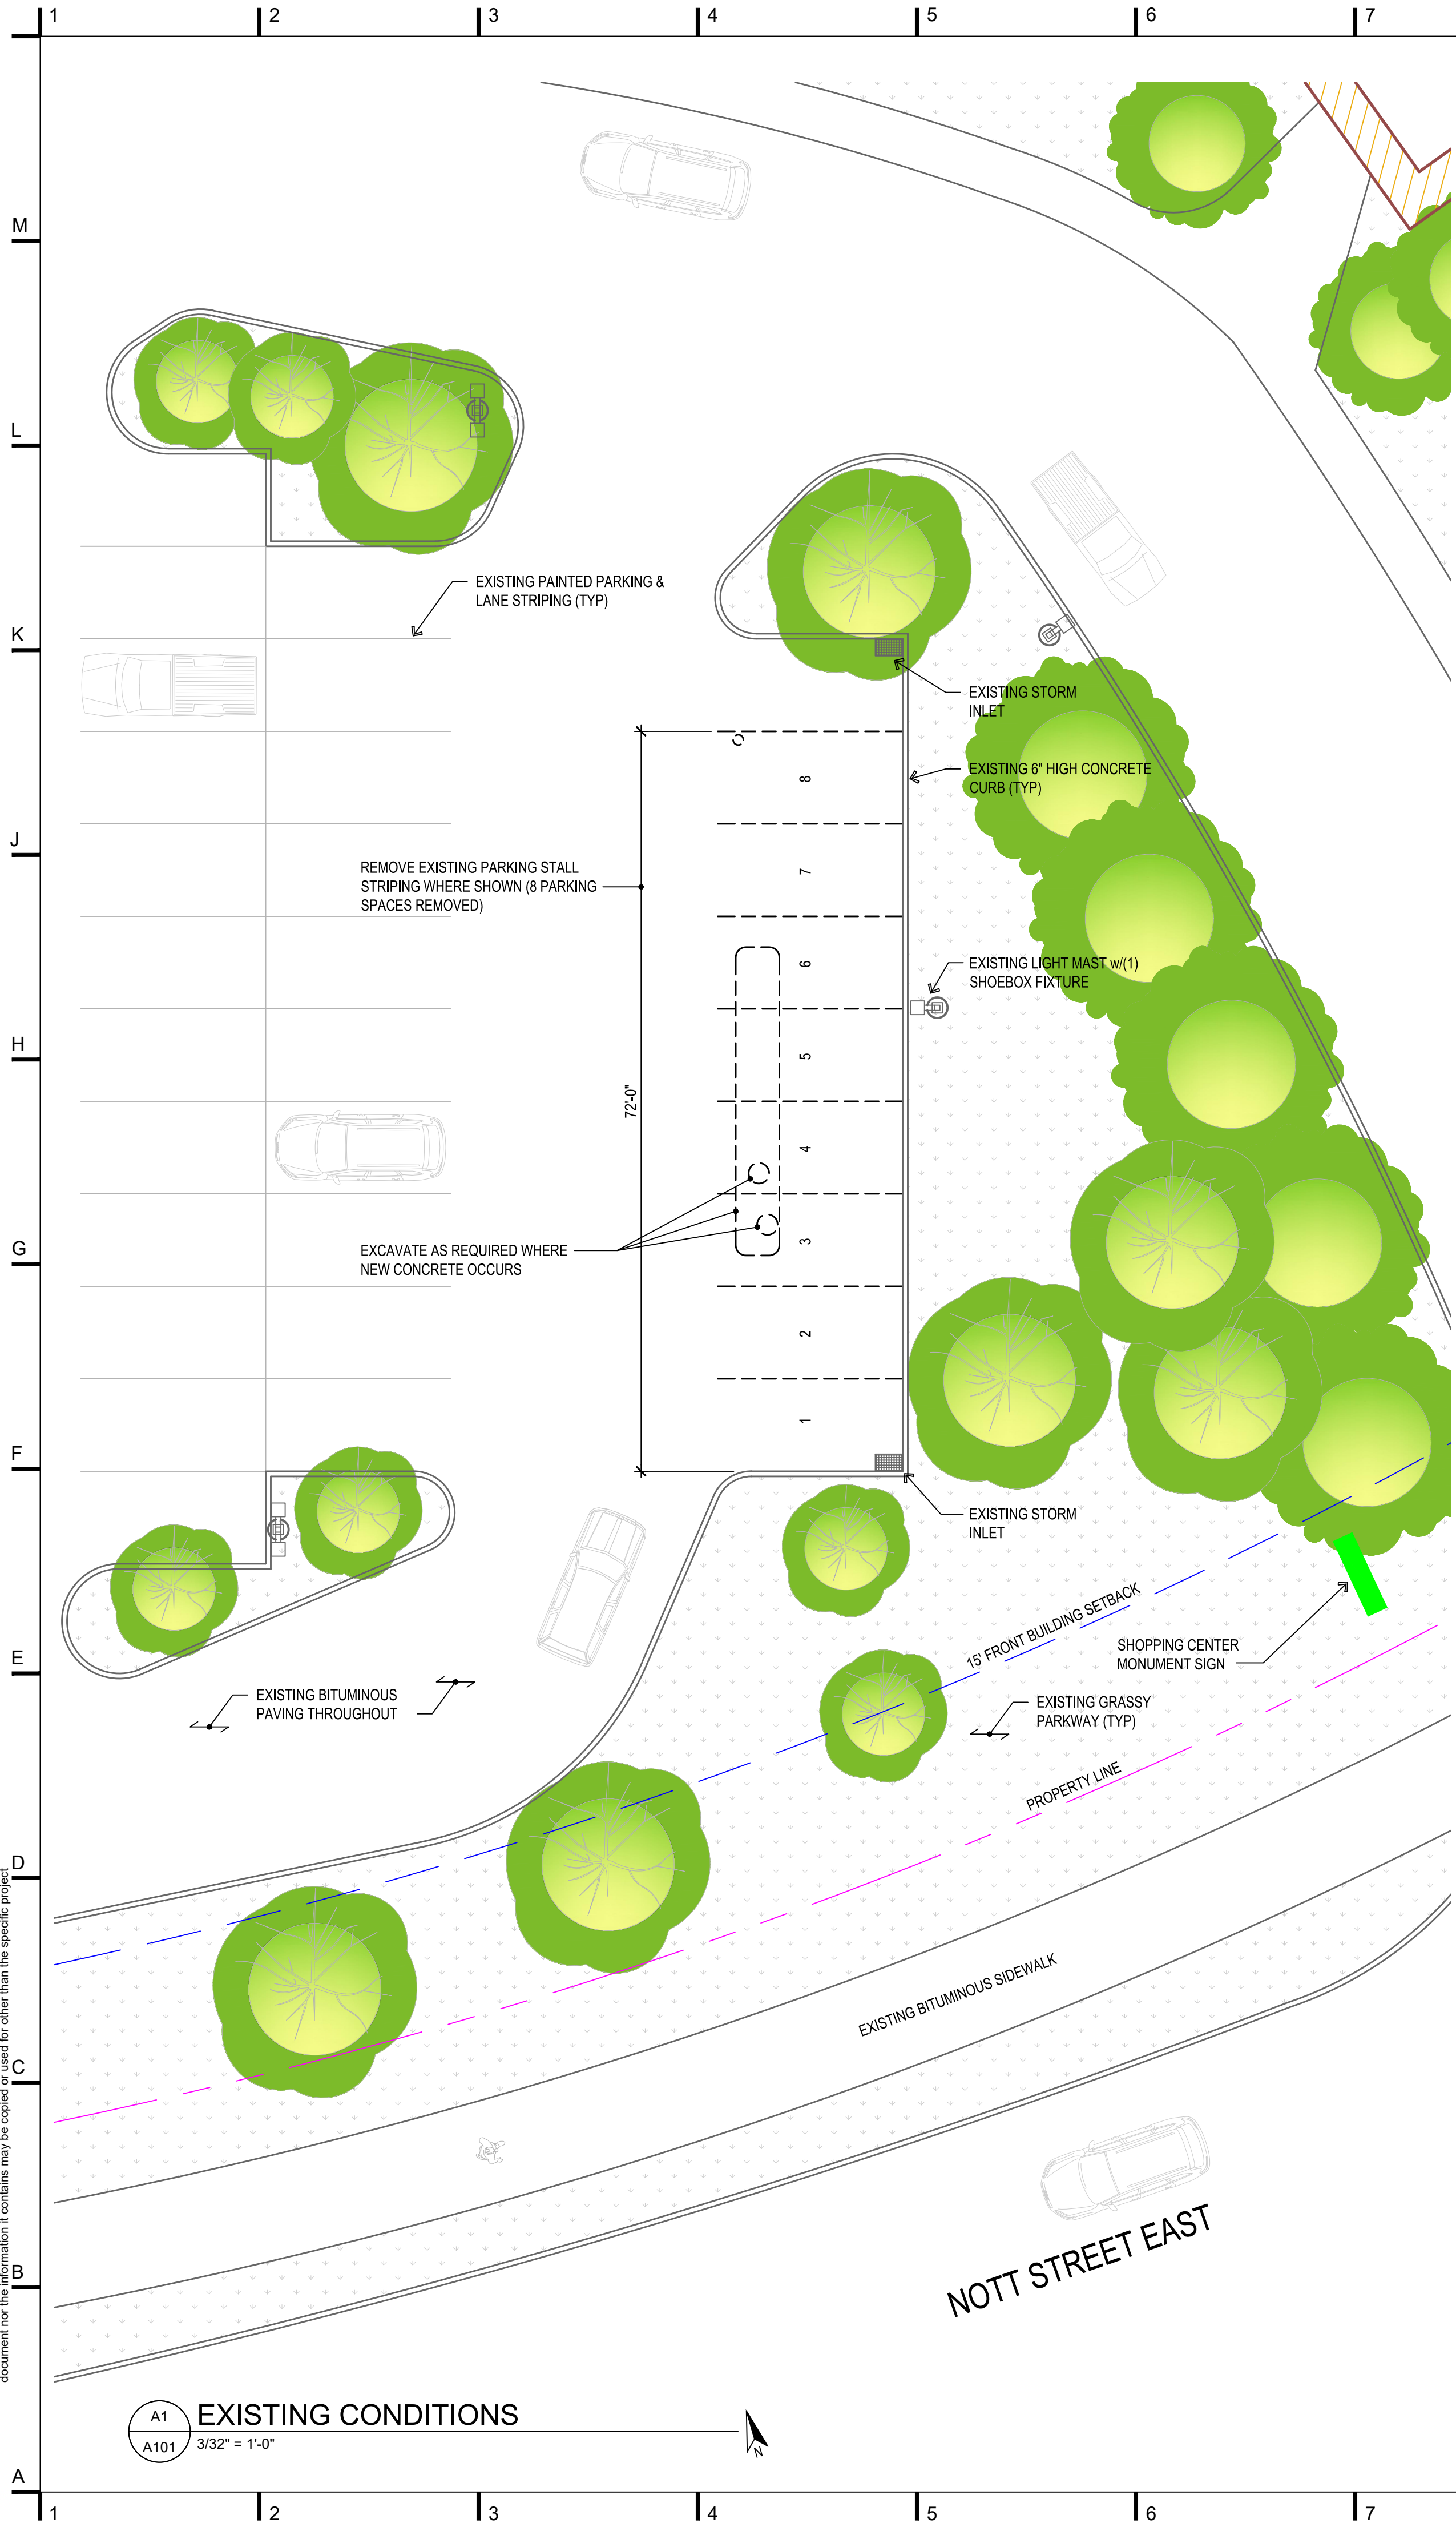 1 2 3 4 5 6 7
M
L
EXISTING PAINTED PARKING &
LANE STRIPING (TYP)
K
EXISTING STORM
INLET
8
EXISTING 6" HIGH CONCRETE
CURB (TYP)
J
REMOVE EXISTING PARKING STALL
STRIPING WHERE SHOWN (8 PARKING
SPACES REMOVED)
7
6
EXISTING LIGHT MAST w/(1)
SHOEBOX FIXTURE
H
5
72'-0"
4
G
EXCAVATE AS REQUIRED WHERE
NEW CONCRETE OCCURS
3
2
1
F
EXISTING STORM
INLET
15' FRONT BUILDING SETBACK
SHOPPING CENTER
MONUMENT SIGN
E
EXISTING BITUMINOUS
PAVING THROUGHOUT
EXISTING GRASSY
PARKWAY (TYP)
PROPERTY LINE
D
document nor the information it contains may be copied or used for other than the specific project
EXISTING BITUMINOUS SIDEWALK
C
B
NOTT STREET EAST
A1
A101
EXISTING CONDITIONS
3/32" = 1'-0"
N
A
1 2 3 4 5 6 7